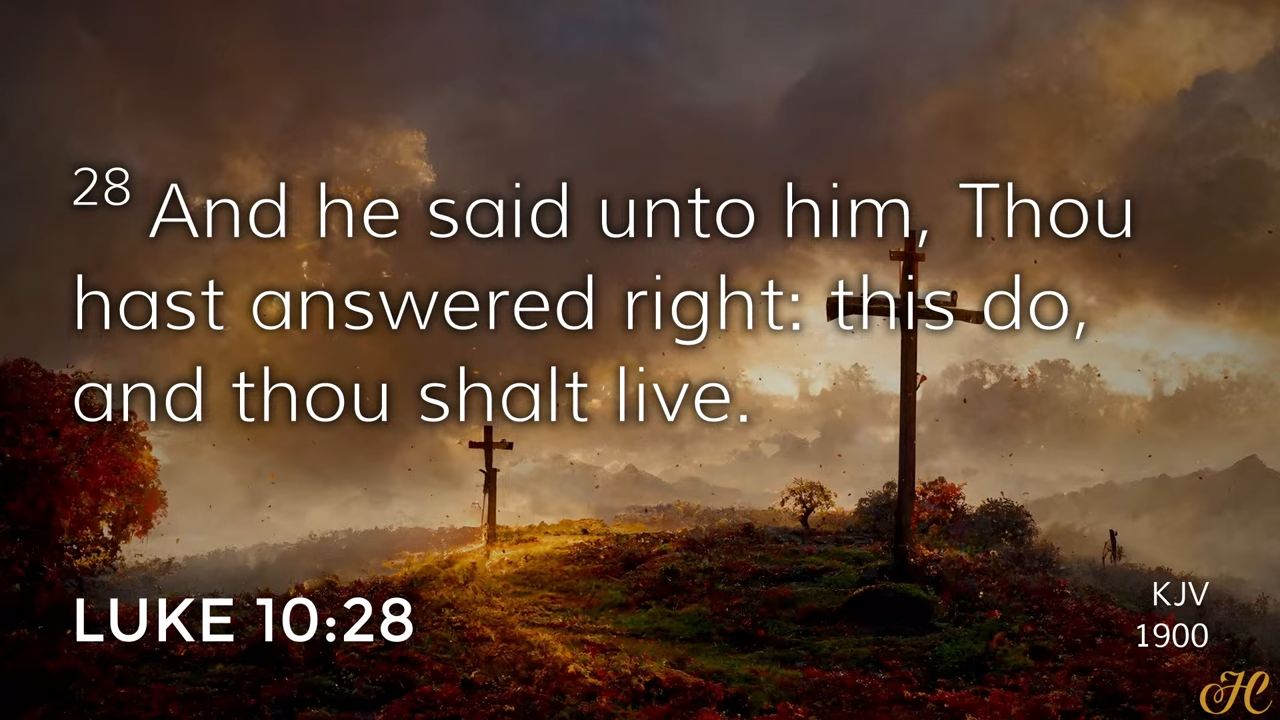 28 And he said unto him, Thou
hast answered right: this do,
and thou shalt live.
LUKE 10:28
KJV
1900
HC